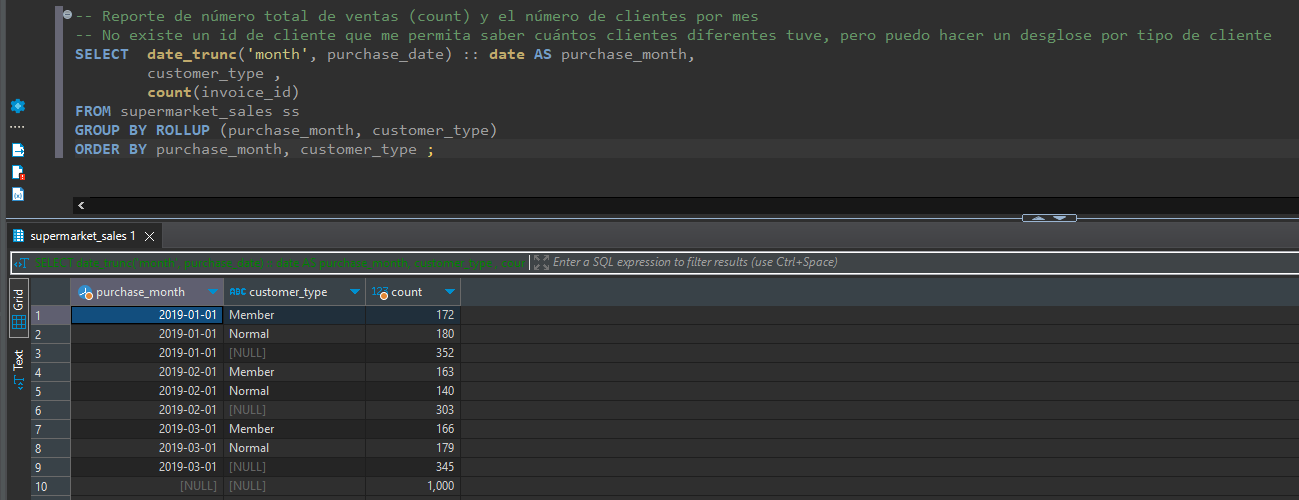 -- Reporte de número total de ventas (count) y el número de clientes por mes
-- No existe un id de cliente que me permita saber cuántos clientes diferentes tuve, pero puedo hacer un desglose por tipo de cliente
SELECT date_trunc('month', purchase_date) :: date AS purchase_month,
customer_type ,
count(invoice_id)
FROM supermarket_sales ss
GROUP BY ROLLUP (purchase_month, customer_type)
ORDER BY purchase_month, customer_type ;
supermarket_sales 1
SELECT date_trunc('month', purchase_date) :: date AS purchase_month, customer_type , cour
Enter a SQL expression to filter results (use Ctrl+Space)
Grid
Text
purchase_month ABC customer_type 123 count
1 2019-01-01 Member 172
2 2019-01-01 Normal 180
3 2019-01-01 [NULL] 352
4 2019-02-01 Member 163
5 2019-02-01 Normal 140
6 2019-02-01 [NULL] 303
7 2019-03-01 Member 166
8 2019-03-01 Normal 179
9 2019-03-01 [NULL] 345
10 [NULL] [NULL] 1,000